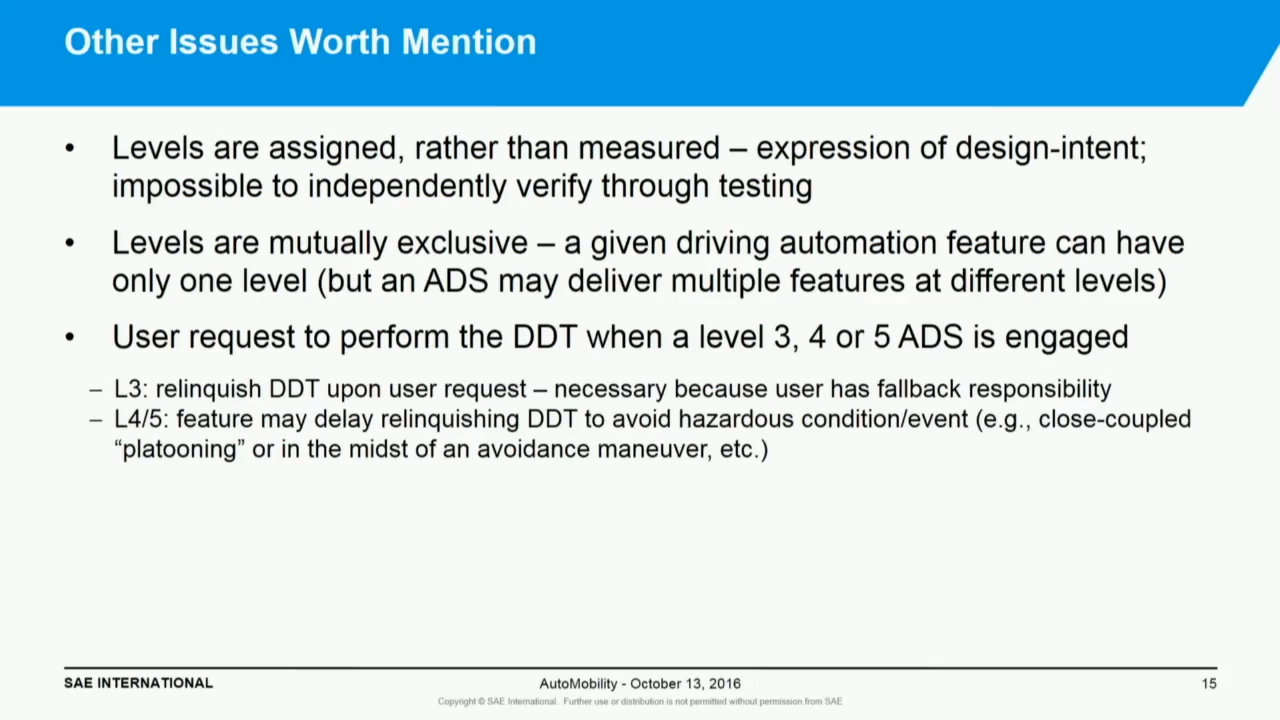 Other Issues Worth Mention
• Levels are assigned, rather than measured – expression of design-intent;
impossible to independently verify through testing
• Levels are mutually exclusive – a given driving automation feature can have
only one level (but an ADS may deliver multiple features at different levels)
• User request to perform the DDT when a level 3, 4 or 5 ADS is engaged
– L3: relinquish DDT upon user request – necessary because user has fallback responsibility
– L4/5: feature may delay relinquishing DDT to avoid hazardous condition/event (e.g., close-coupled
“platooning” or in the midst of an avoidance maneuver, etc.)
SAE INTERNATIONAL
AutoMobility - October 13, 2016
15
Copyright © SAE International. Further use or distribution is not permitted without permission from SAE